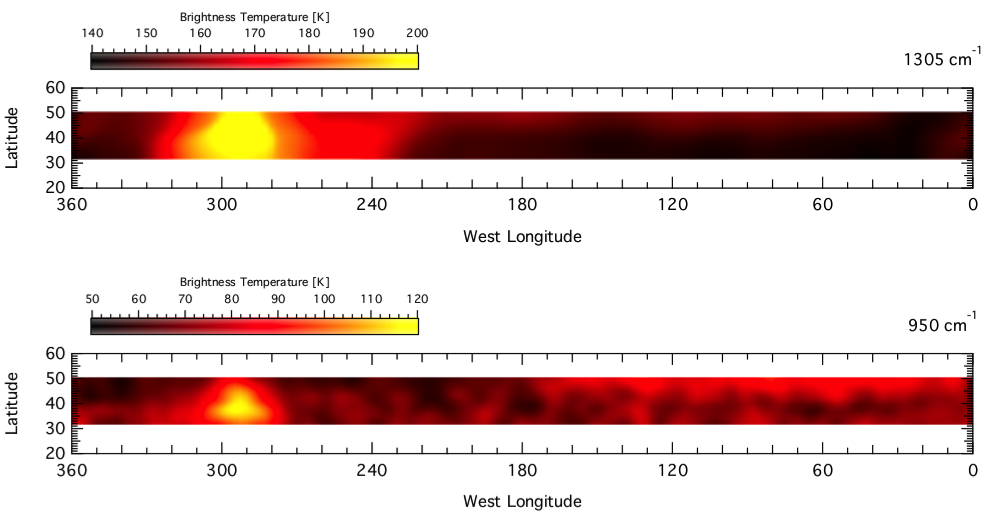 Brightness Temperature [K]
140 150 160 170 180 190 200
1305 cm-1
60
50
40
30
20
Latitude
360 300 240 180 120 60 0
West Longitude
Brightness Temperature [K]
50 60 70 80 90 100 110 120
950 cm-1
60
50
40
30
20
Latitude
360 300 240 180 120 60 0
West Longitude